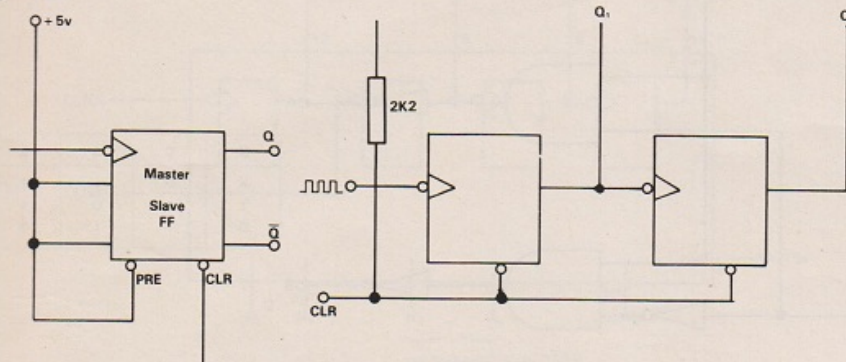 + 5v
Master
Slave
FF
Q
Q̅
PRE
CLR
2K2
CLR
Q₁